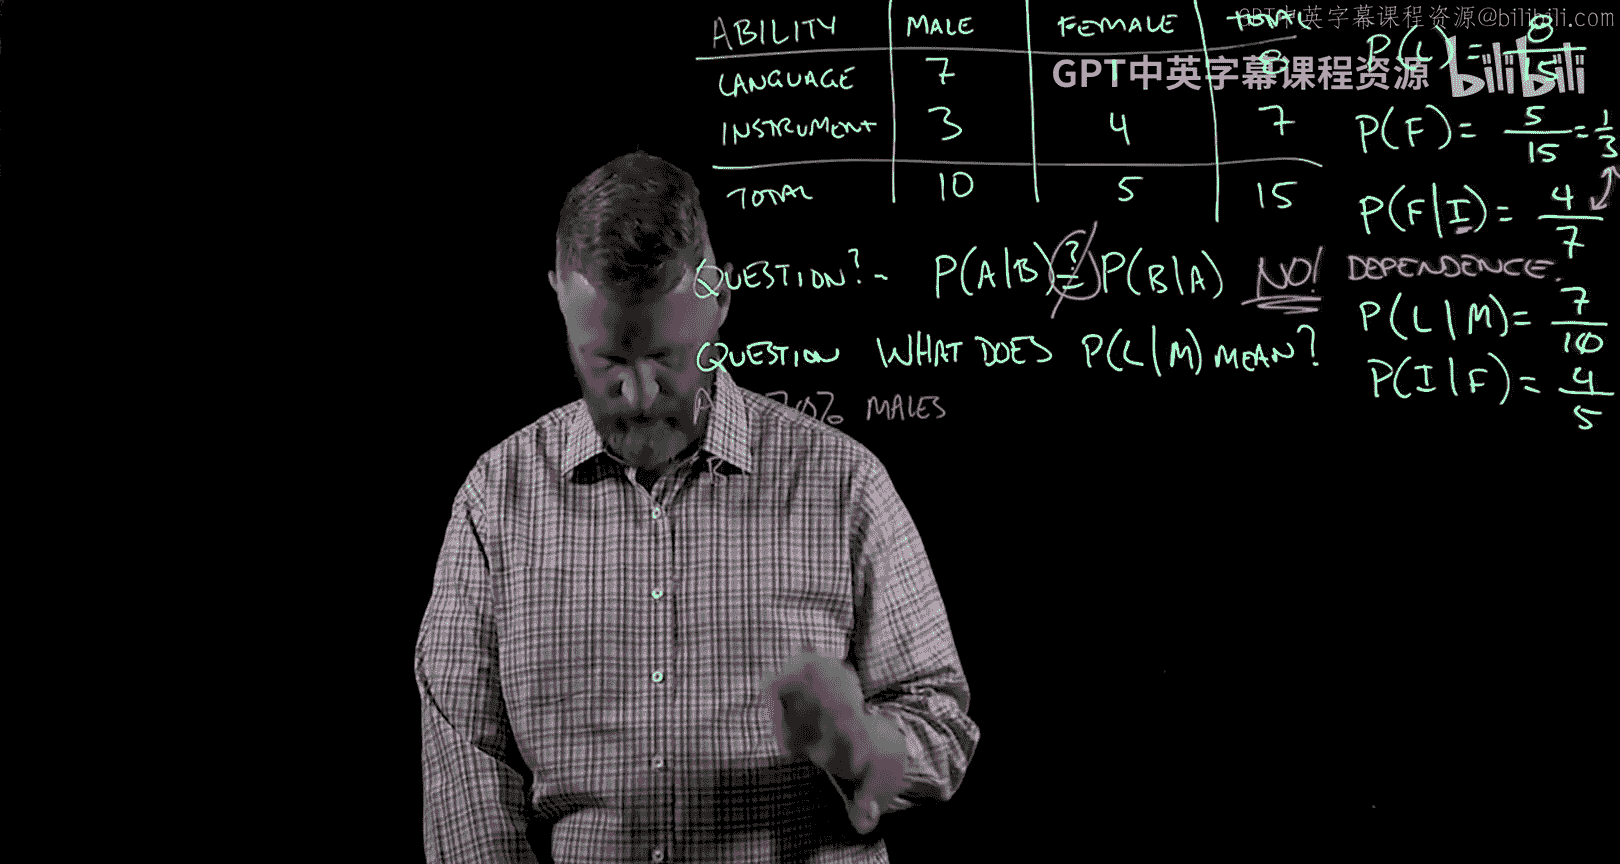 GPT中英字幕课程资源@bilibili.com
GPT中英字幕课程资源 bilibili
ABILITY MALE FEMALE TOTAL
LANGUAGE 7 1 8
INSTRUMENT 3 4 7
TOTAL 10 5 15
QUESTION?- P(A|B) ?= P(B|A) NO!
QUESTION WHAT DOES P(L|M) MEAN?
70% MALES
P(L) = 8/15
P(F) = 5/15 = 1/3
P(F|I) = 4/7
DEPENDENCE.
P(L|M) = 7/10
P(I|F) = 4/5